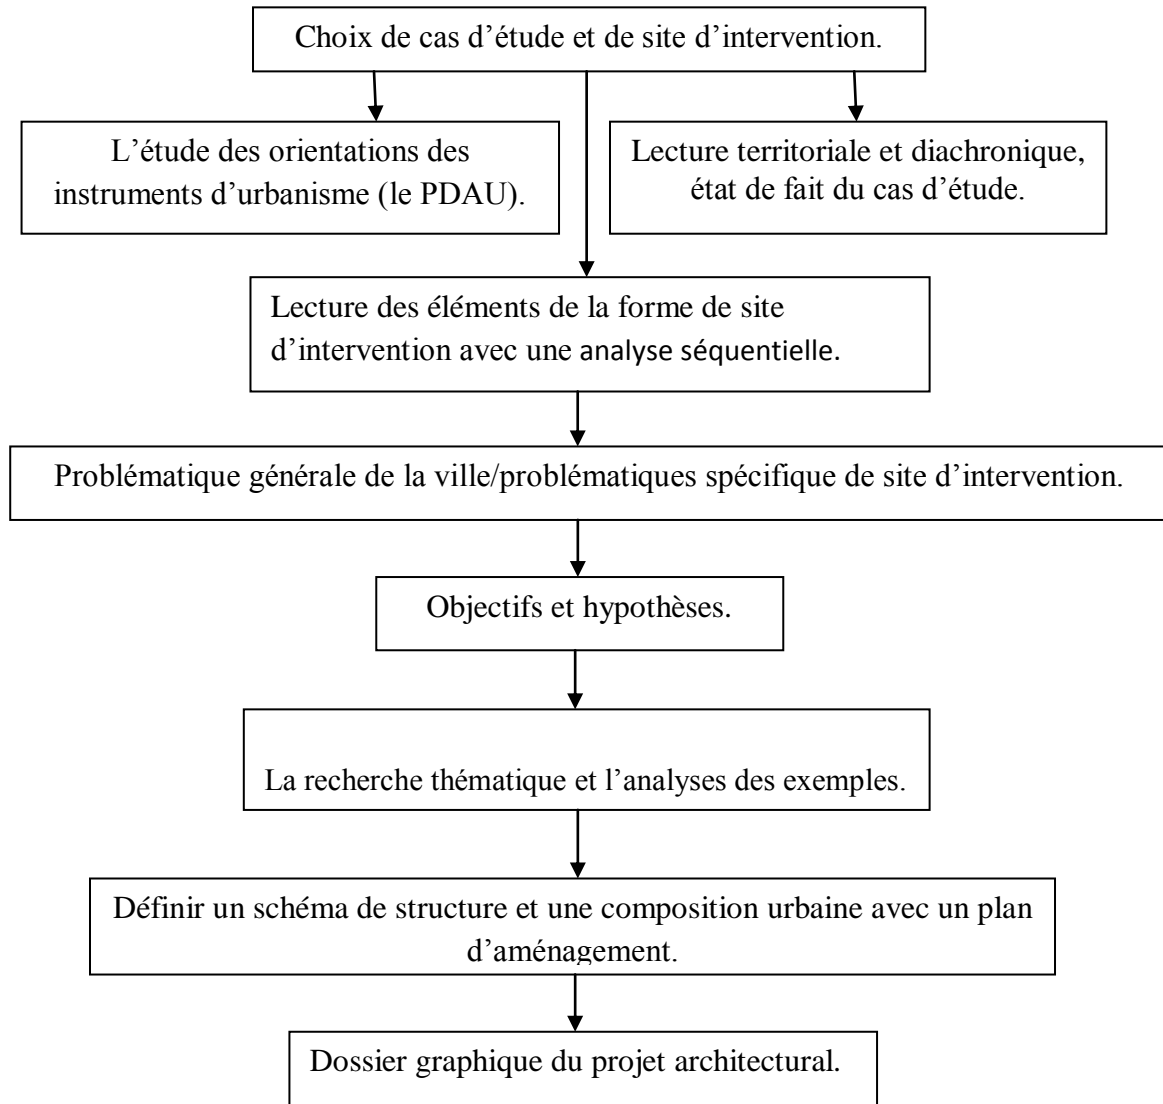 Choix de cas d’étude et de site d’intervention.
L’étude des orientations des
instruments d’urbanisme (le PDAU).
Lecture territoriale et diachronique,
état de fait du cas d’étude.
Lecture des éléments de la forme de site
d’intervention avec une analyse séquentielle.
Problématique générale de la ville/problématiques spécifique de site d’intervention.
Objectifs et hypothèses.
La recherche thématique et l’analyses des exemples.
Définir un schéma de structure et une composition urbaine avec un plan
d’aménagement.
Dossier graphique du projet architectural.